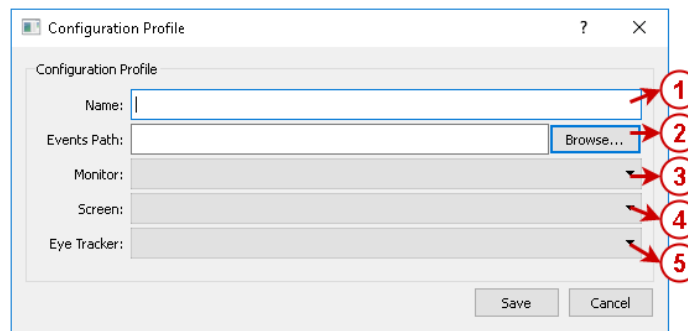 Configuration Profile
?
Configuration Profile
Name:
1
Events Path:
Browse...
2
Monitor:
3
Screen:
4
Eye Tracker:
5
Save
Cancel